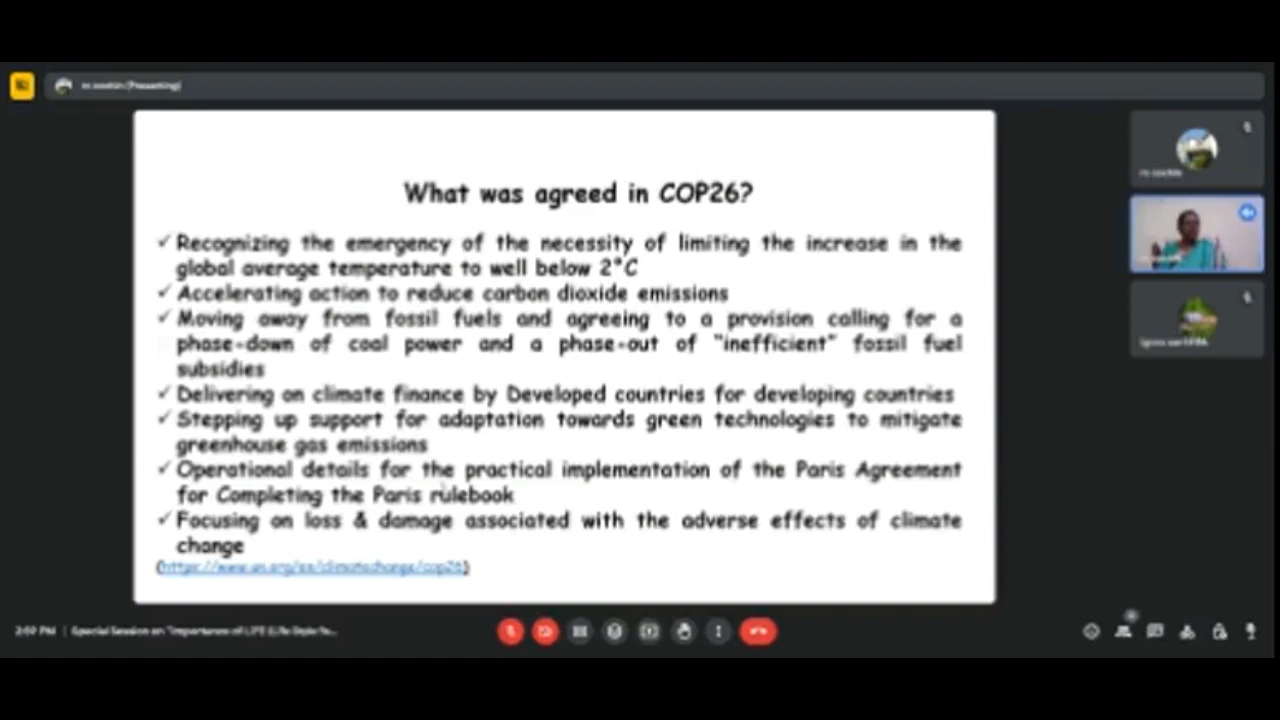 (Presenting)
What was agreed in COP26?
✓ Recognizing the emergency of the necessity of limiting the increase in the
global average temperature to well below 2°C
✓ Accelerating action to reduce carbon dioxide emissions
✓ Moving away from fossil fuels and agreeing to a provision calling for a
phase-down of coal power and a phase-out of "inefficient" fossil fuel
subsidies
✓ Delivering on climate finance by Developed countries for developing countries
✓ Stepping up support for adaptation towards green technologies to mitigate
greenhouse gas emissions
✓ Operational details for the practical implementation of the Paris Agreement
for Completing the Paris rulebook
✓ Focusing on loss & damage associated with the adverse effects of climate
change
(https://www.un.org/en/climatechange/cop26)
PM | Special Session on "Importance of LIFE (Life Style